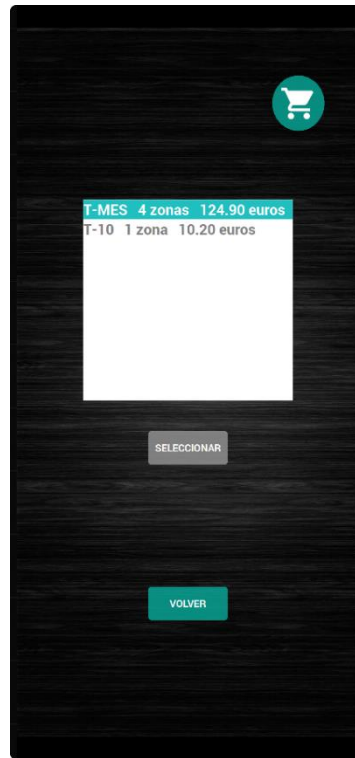 T-MES 4 zonas 124.90 euros
T-10 1 zona 10.20 euros
SELECCIONAR
VOLVER